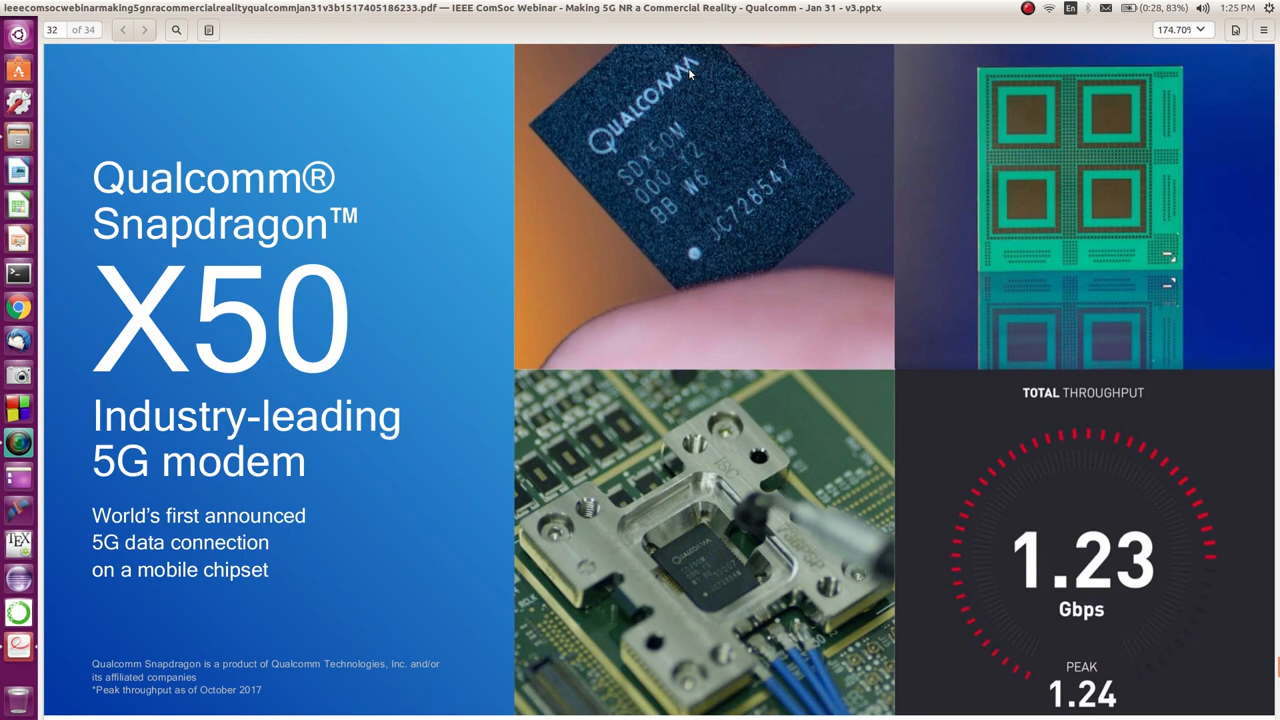 ieeecomsocwebinarmaking5gnracommercialrealityqualcommjan31v3b1517405186233.pdf — IEEE ComSoc Webinar - Making 5G NR a Commercial Reality - Qualcomm - Jan 31 - v3.pptx
En
(0:28, 83%)
1:25 PM
32 of 34
174.70%
Qualcomm®
Snapdragon™
X50
Industry-leading
5G modem
World's first announced
5G data connection
on a mobile chipset
Qualcomm Snapdragon is a product of Qualcomm Technologies, Inc. and/or
its affiliated companies
*Peak throughput as of October 2017
QUALCOMM
SDX50M
000 Y2
BB W6
JC72854Y
QUALCOMM
TOTAL THROUGHPUT
1.23
Gbps
PEAK
1.24
TEX